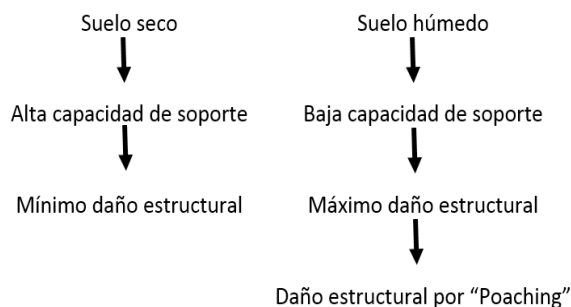 Suelo seco
Alta capacidad de soporte
Mínimo daño estructural
Suelo húmedo
Baja capacidad de soporte
Máximo daño estructural
Daño estructural por “Poaching”